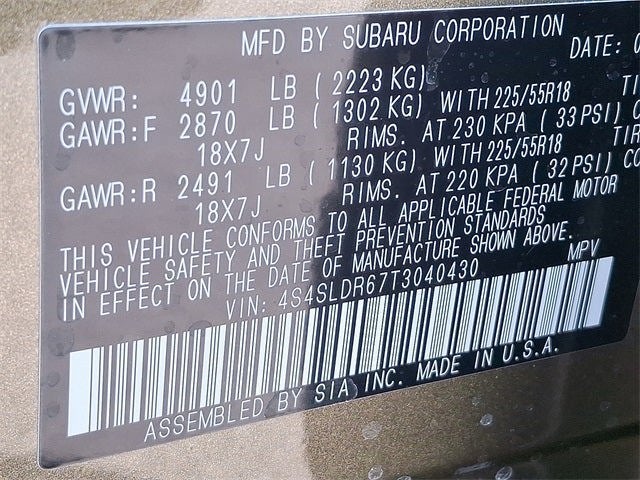 MFD BY SUBARU CORPORATION DATE: 0
GVWR: 4901 LB (2223 KG)
GAWR:F 2870 LB (1302 KG) WITH 225/55R18
18X7J RIMS. AT 230 KPA (33 PSI)
GAWR:R 2491 LB (1130 KG) WITH 225/55R18
18X7J RIMS. AT 220 KPA (32 PSI)
THIS VEHICLE CONFORMS TO ALL APPLICABLE FEDERAL MOTOR
VEHICLE SAFETY AND THEFT PREVENTION STANDARDS
IN EFFECT ON THE DATE OF MANUFACTURE SHOWN ABOVE.
VIN: 4S4SLDR67T3040430 MPV
ASSEMBLED BY SIA INC. MADE IN U.S.A.